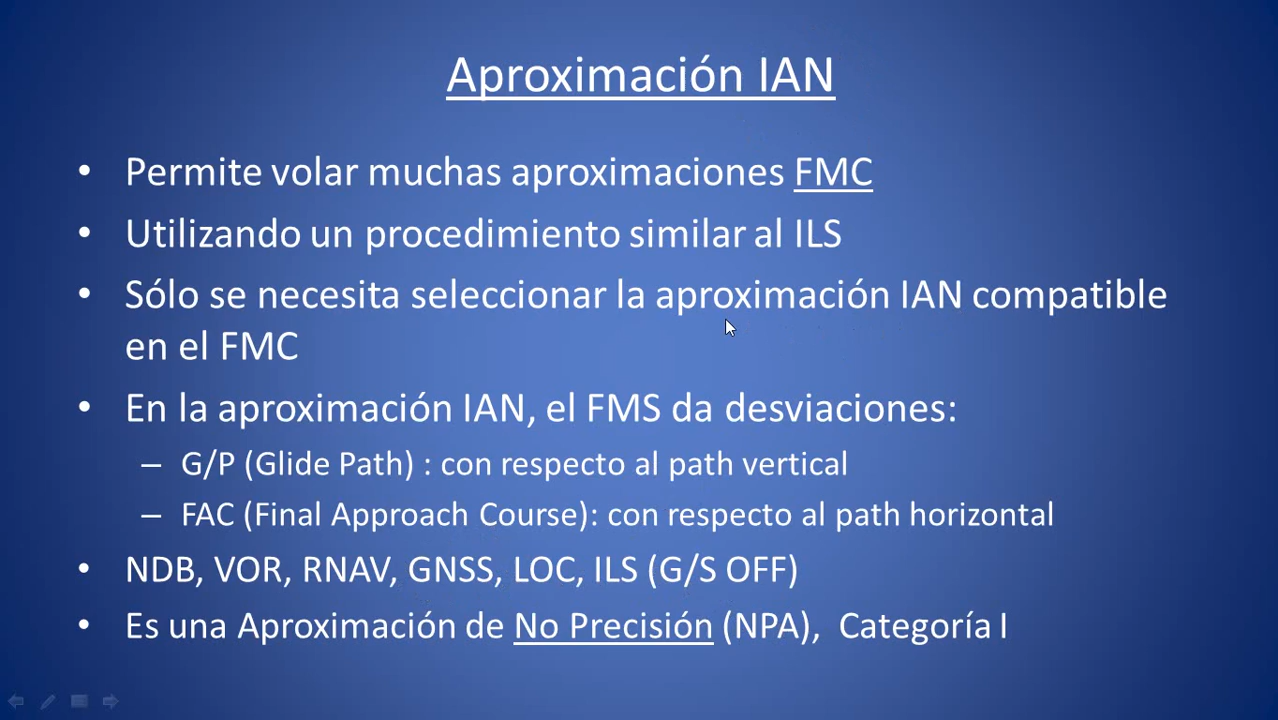 Aproximación IAN
• Permite volar muchas aproximaciones FMC
• Utilizando un procedimiento similar al ILS
• Sólo se necesita seleccionar la aproximación IAN compatible
en el FMC
• En la aproximación IAN, el FMS da desviaciones:
– G/P (Glide Path) : con respecto al path vertical
– FAC (Final Approach Course): con respecto al path horizontal
• NDB, VOR, RNAV, GNSS, LOC, ILS (G/S OFF)
• Es una Aproximación de No Precisión (NPA), Categoría I